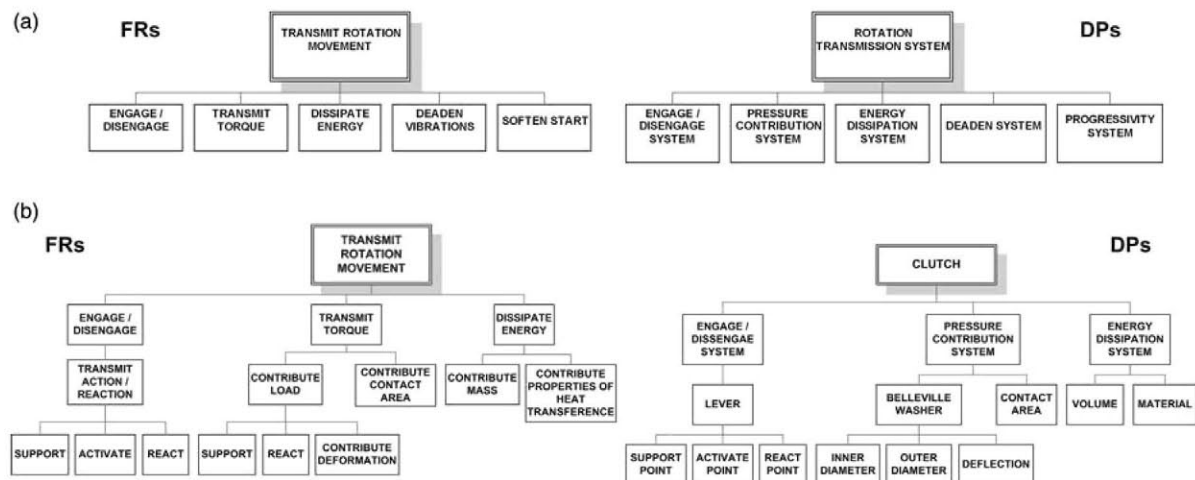 (a)
FRs
TRANSMIT ROTATION
MOVEMENT
ENGAGE /
DISENGAGE
TRANSMIT
TORQUE
DISSIPATE
ENERGY
DEADEN
VIBRATIONS
SOFTEN START
DPs
ROTATION
TRANSMISSION SYSTEM
ENGAGE /
DISENGAGE
SYSTEM
PRESSURE
CONTRIBUTION
SYSTEM
ENERGY
DISSIPATION
SYSTEM
DEADEN SYSTEM
PROGRESSIVITY
SYSTEM
(b)
FRs
TRANSMIT
ROTATION
MOVEMENT
ENGAGE /
DISENGAGE
TRANSMIT
TORQUE
DISSIPATE
ENERGY
TRANSMIT
ACTION /
REACTION
CONTRIBUTE
LOAD
CONTRIBUTE
CONTACT
AREA
CONTRIBUTE
MASS
CONTRIBUTE
PROPERTIES OF
HEAT
TRANSFERENCE
SUPPORT
ACTIVATE
REACT
SUPPORT
REACT
CONTRIBUTE
DEFORMATION
DPs
CLUTCH
ENGAGE /
DISSENGAE
SYSTEM
PRESSURE
CONTRIBUTION
SYSTEM
ENERGY
DISSIPATION
SYSTEM
LEVER
BELLEVILLE
WASHER
CONTACT
AREA
VOLUME
MATERIAL
SUPPORT
POINT
ACTIVATE
POINT
REACT
POINT
INNER
DIAMETER
OUTER
DIAMETER
DEFLECTION